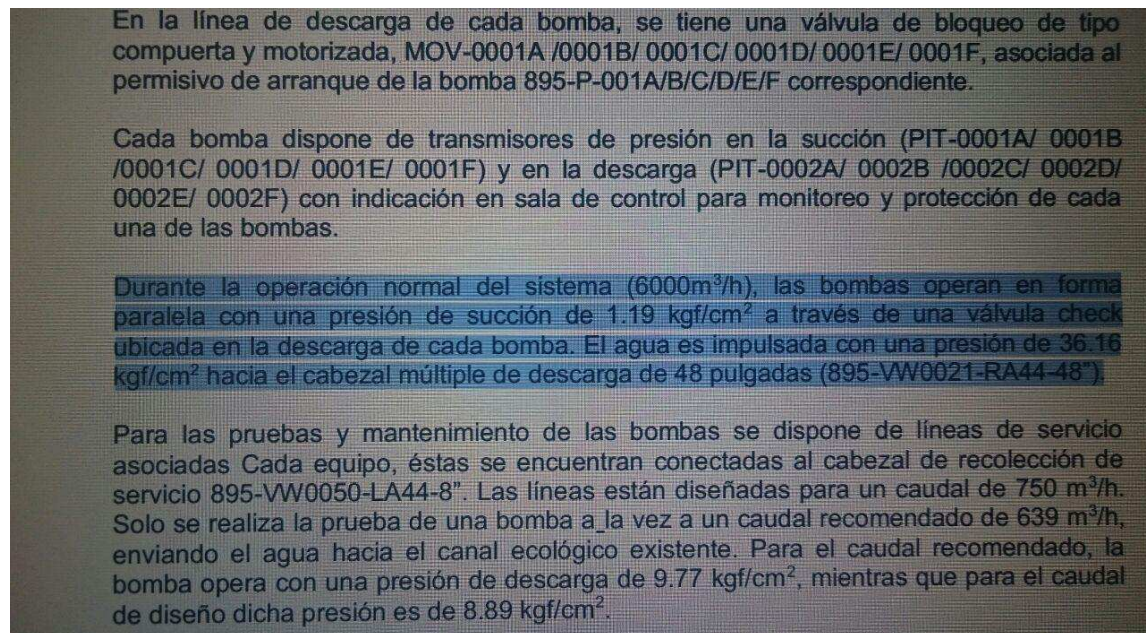 En la línea de descarga de cada bomba, se tiene una válvula de bloqueo de tipo
compuerta y motorizada, MOV-0001A /0001B/ 0001C/ 0001D/ 0001E/ 0001F, asociada al
permisivo de arranque de la bomba 895-P-001A/B/C/D/E/F correspondiente.
Cada bomba dispone de transmisores de presión en la succión (PIT-0001A/ 0001B
/0001C/ 0001D/ 0001E/ 0001F) y en la descarga (PIT-0002A/ 0002B /0002C/ 0002D/
0002E/ 0002F) con indicación en sala de control para monitoreo y protección de cada
una de las bombas.
Durante la operación normal del sistema (6000m³/h), las bombas operan en forma
paralela con una presión de succión de 1.19 kgf/cm² a través de una válvula check
ubicada en la descarga de cada bomba. El agua es impulsada con una presión de 36.16
kgf/cm² hacia el cabezal múltiple de descarga de 48 pulgadas (895-VW0021-RA44-48”).
Para las pruebas y mantenimiento de las bombas se dispone de líneas de servicio
asociadas Cada equipo, éstas se encuentran conectadas al cabezal de recolección de
servicio 895-VW0050-LA44-8”. Las líneas están diseñadas para un caudal de 750 m³/h.
Solo se realiza la prueba de una bomba a la vez a un caudal recomendado de 639 m³/h,
enviando el agua hacia el canal ecológico existente. Para el caudal recomendado, la
bomba opera con una presión de descarga de 9.77 kgf/cm², mientras que para el caudal
de diseño dicha presión es de 8.89 kgf/cm².